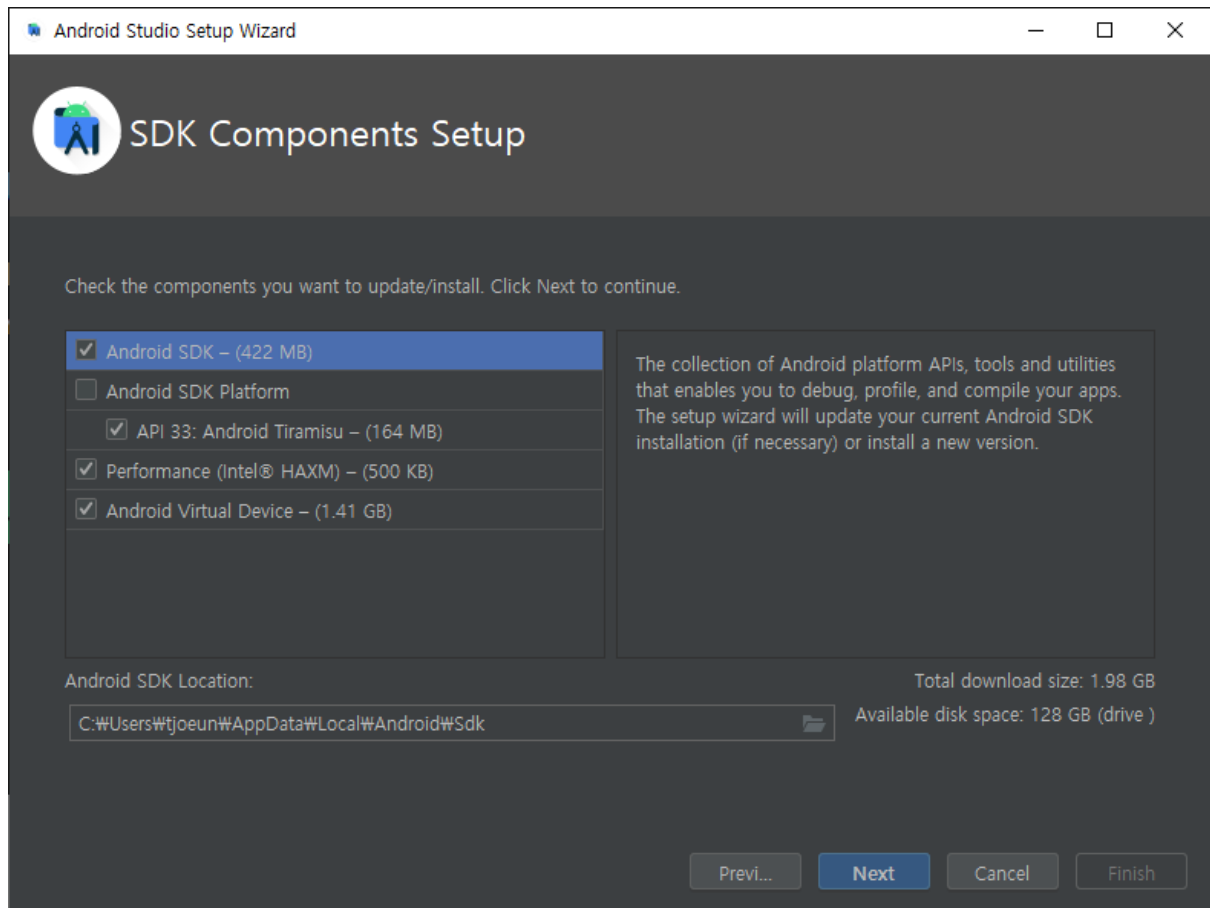 Android Studio Setup Wizard
SDK Components Setup
Check the components you want to update/install. Click Next to continue.
Android SDK – (422 MB)
Android SDK Platform
API 33: Android Tiramisu – (164 MB)
Performance (Intel® HAXM) – (500 KB)
Android Virtual Device – (1.41 GB)
The collection of Android platform APIs, tools and utilities
that enables you to debug, profile, and compile your apps.
The setup wizard will update your current Android SDK
installation (if necessary) or install a new version.
Android SDK Location:
Total download size: 1.98 GB
C:₩Users₩tjoeun₩AppData₩Local₩Android₩Sdk
Available disk space: 128 GB (drive )
Previ...
Next
Cancel
Finish